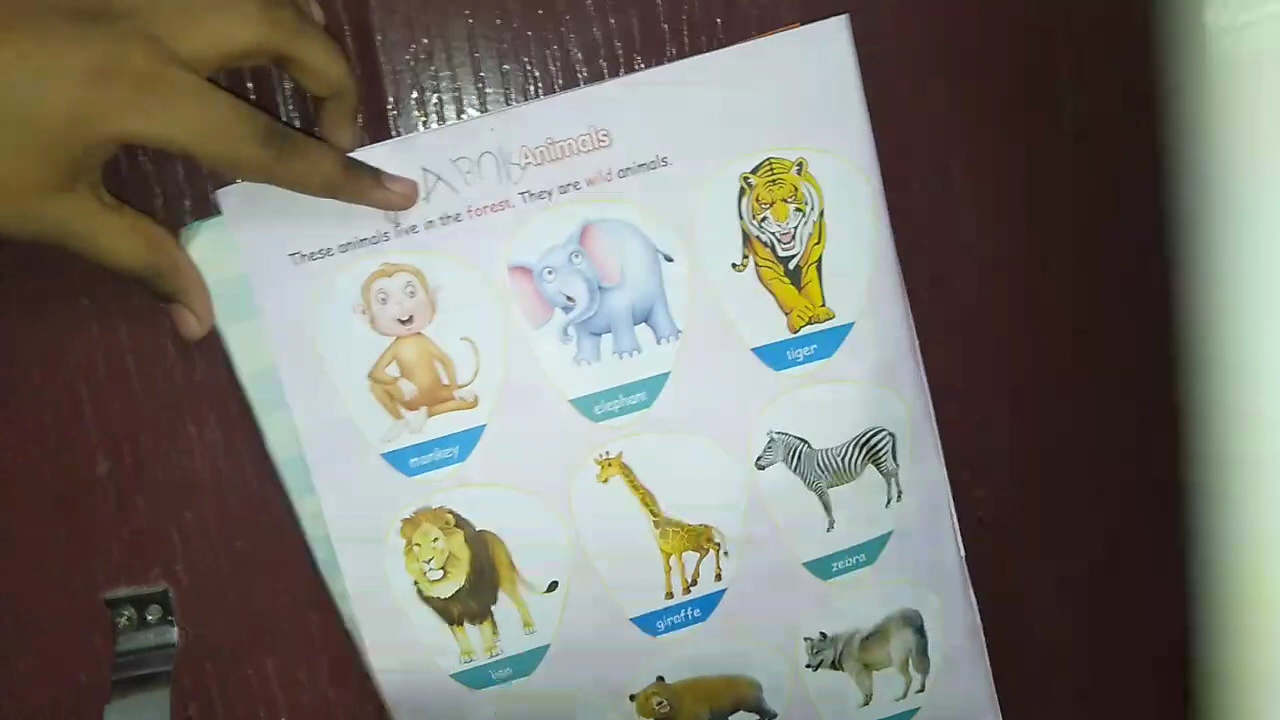 Animals
These animals live in the forest. They are wild animals.
monkey
elephant
tiger
lion
giraffe
zebra